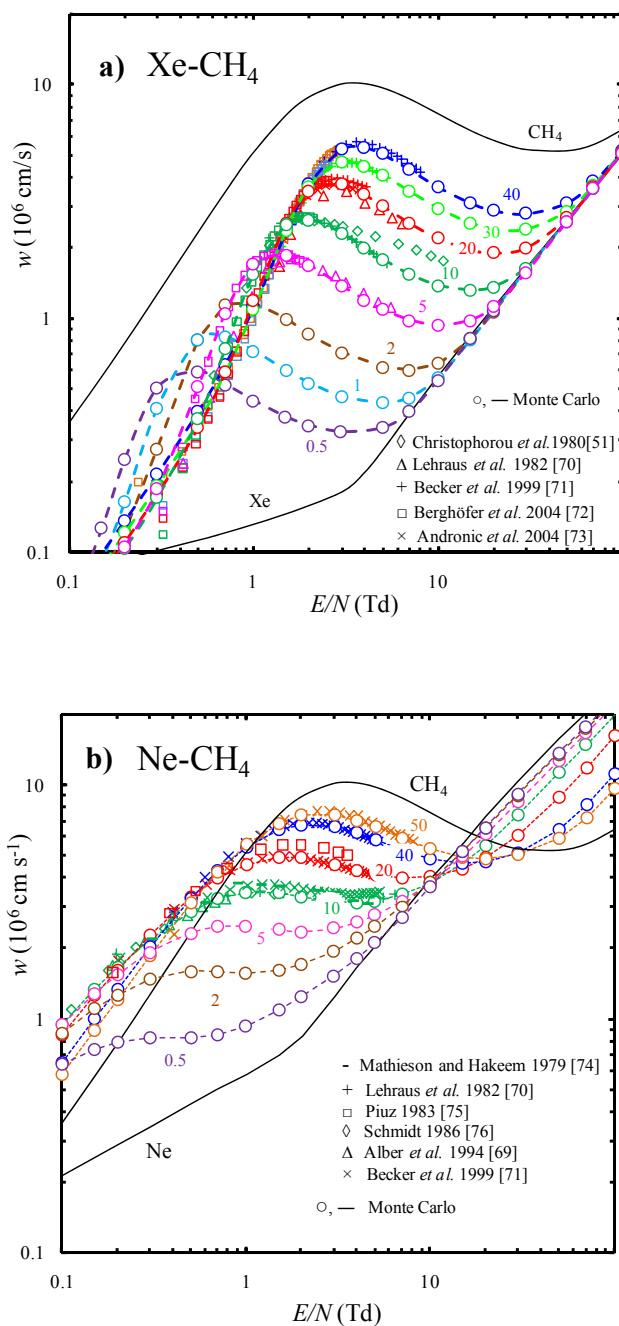 a) Xe-CH4
10
CH4
w (10^6 cm/s)
40
30
20
10
1
5
2
1
○, — Monte Carlo
0.5
◇ Christophorou et al.1980[51]
△ Lehraus et al. 1982 [70]
+ Becker et al. 1999 [71]
Xe
□ Berghöfer et al. 2004 [72]
× Andronic et al. 2004 [73]
0.1
0.1 1 10
E/N (Td)
b) Ne-CH4
10
CH4
50
40
w (10^6 cm s-1)
20
10
5
2
1
0.5
- Mathieson and Hakeem 1979 [74]
+ Lehraus et al. 1982 [70]
□ Piuz 1983 [75]
Ne
◇ Schmidt 1986 [76]
△ Alber et al. 1994 [69]
× Becker et al. 1999 [71]
○, — Monte Carlo
0.1
0.1 1 10
E/N (Td)